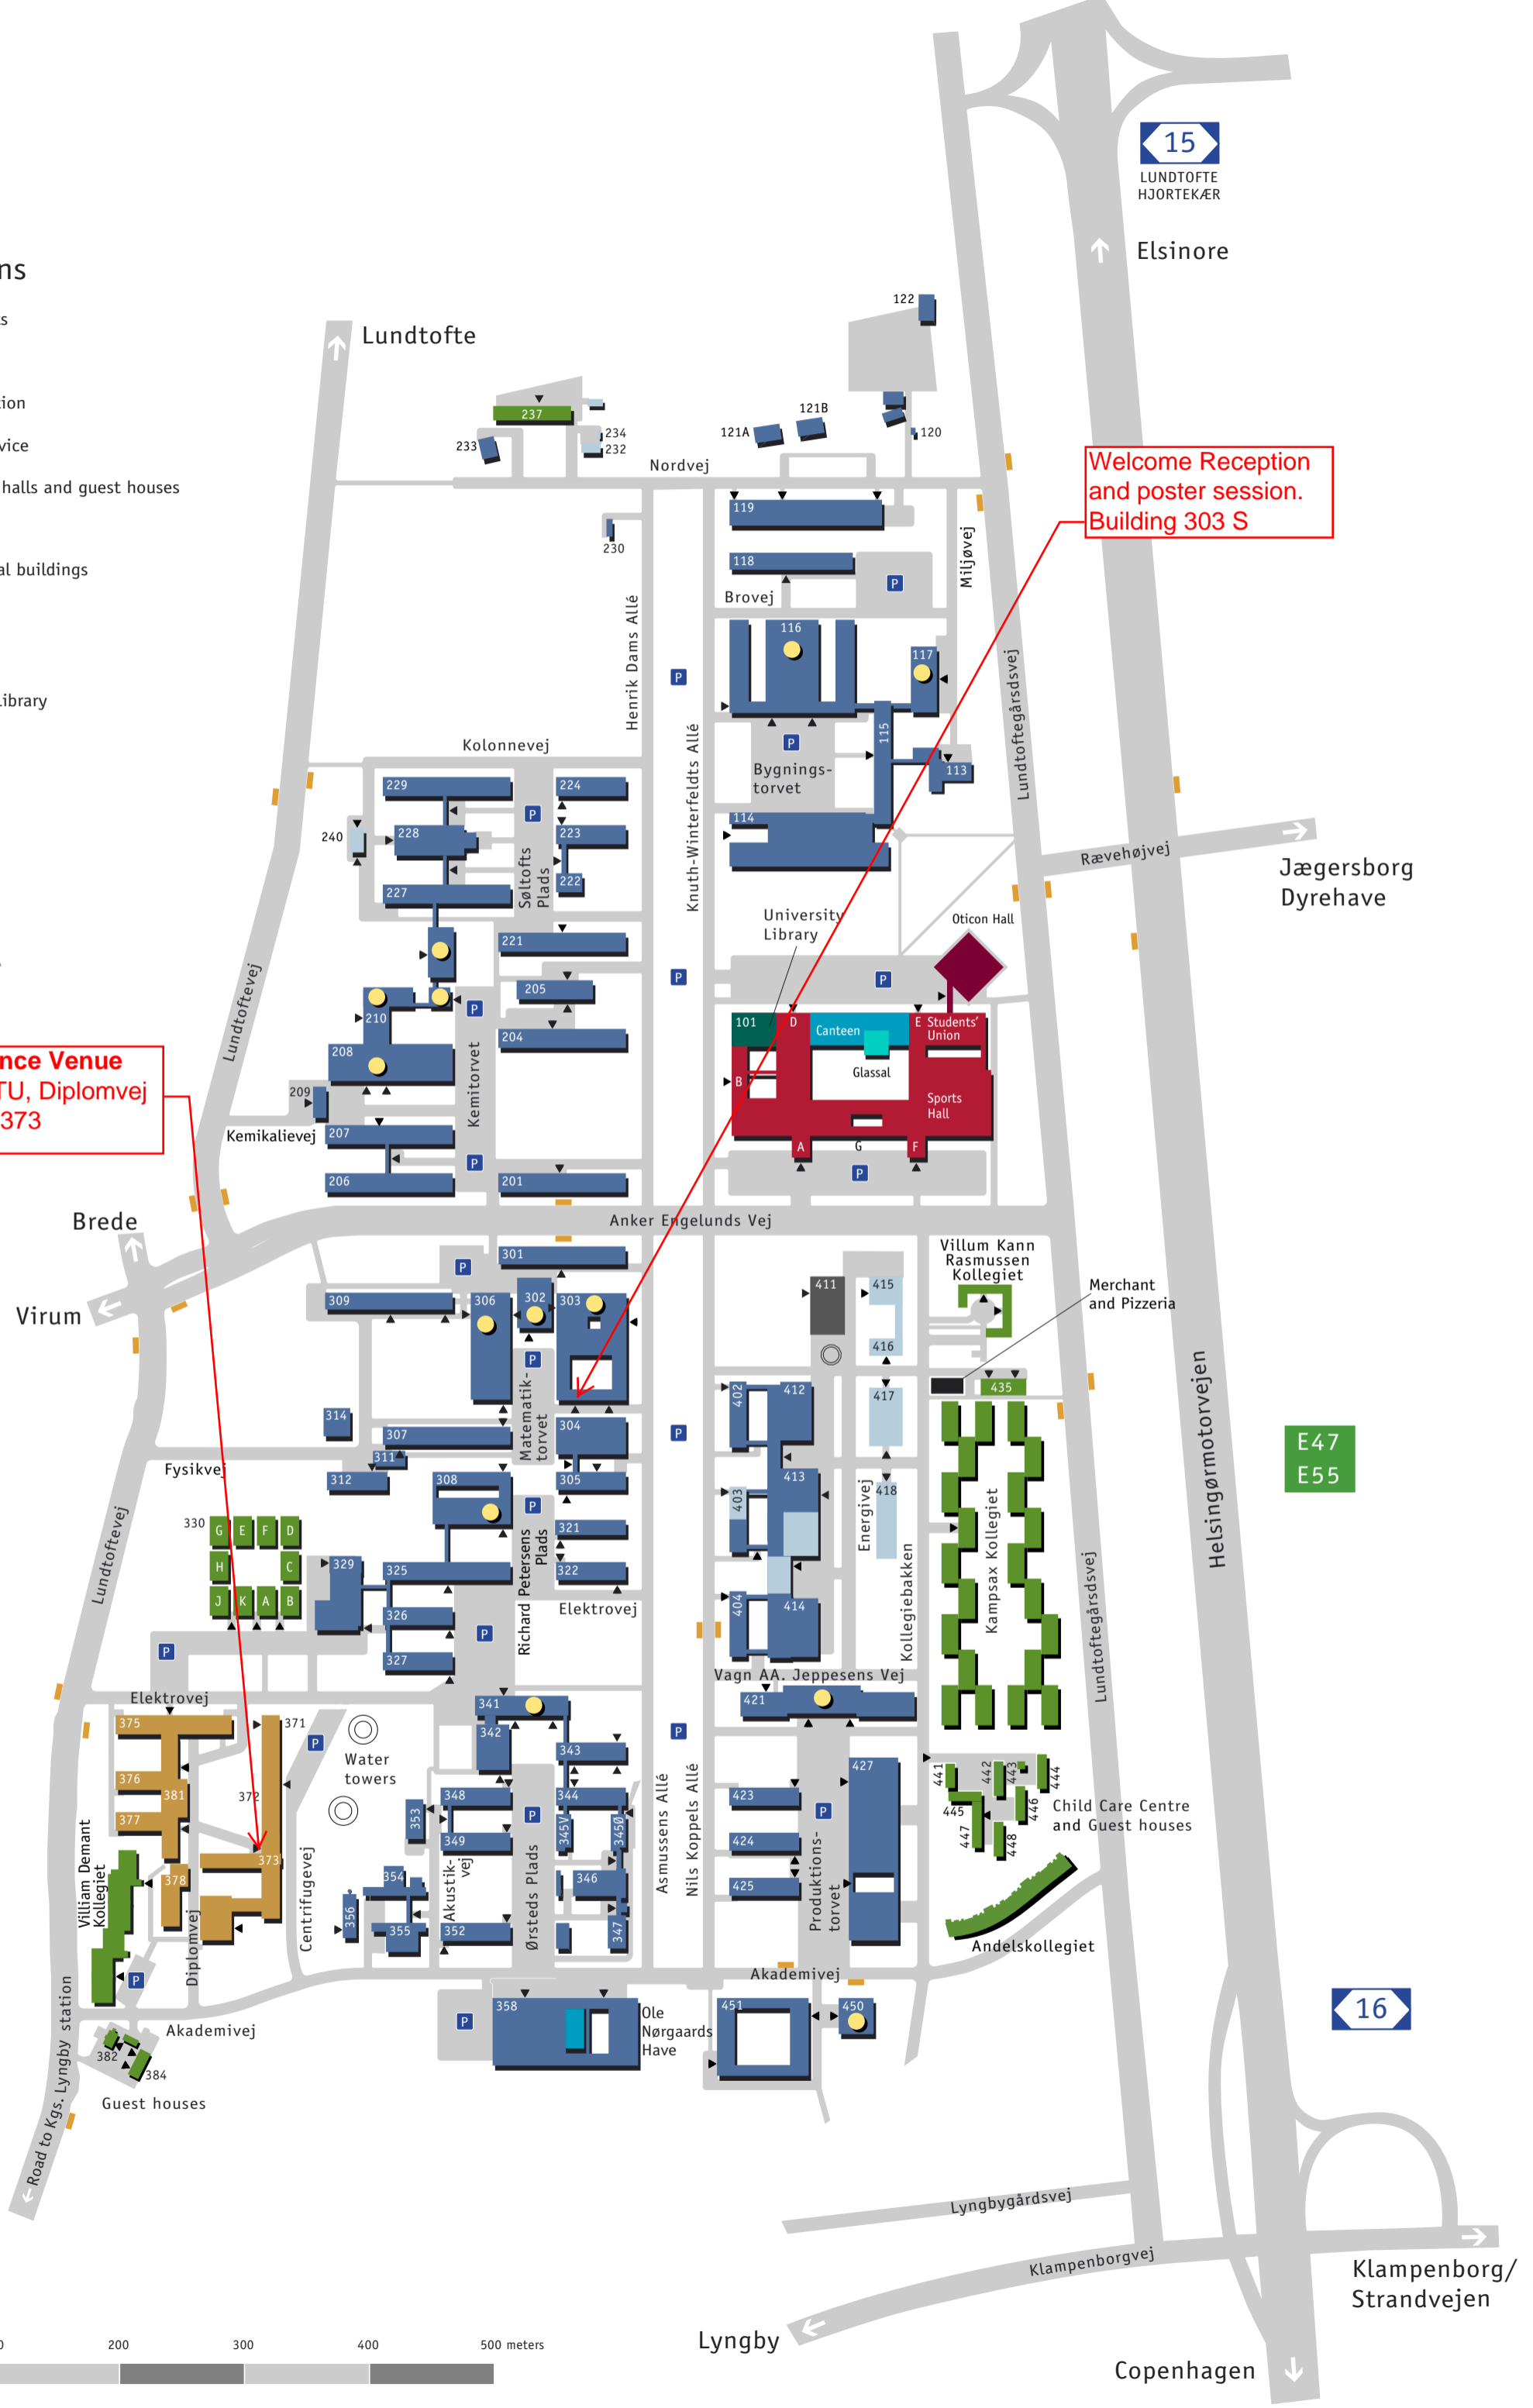 15
LUNDTOFTE
HJORTEKÆR
Elsinore
ns
s
Lundtofte
122
tion
vice
halls and guest houses
al buildings
ibrary
237
233
234
232
121A
121B
120
Nordvej
Welcome Reception
and poster session.
Building 303 S
119
230
118
Miljøvej
Brovej
Henrik Dams Allé
116
117
P
115
P
P
Lundtoftegårdsvej
Kolonnevej
Bygnings-
torvet
113
229
224
P
Knuth-Winterfeldts Allé
114
240
228
223
Søltofts
Plads
222
227
Rævehøjvej
Jægersborg
Dyrehave
University
Library
Oticon Hall
221
P
P
205
210
P
204
Lundtoftevej
208
Kemitorvet
101
D
Canteen
E
Students'
Union
Glassal
B
Sports
Hall
nce Venue
TU, Diplomvej
373
209
Kemikalievej
207
A
G
F
P
P
206
201
Brede
Anker Engelunds Vej
Virum
301
P
Villum Kann
Rasmussen
Kollegiet
Merchant
and Pizzeria
309
306
302
303
411
415
416
P
Matematik-
torvet
402
412
417
435
314
307
304
P
311
Fysikvej
312
308
305
413
403
418
Energivej
Kampsax Kollegiet
Helsingørmotorvejen
E47
E55
P
330
G
E
F
D
H
C
J
K
A
B
321
Richard Petersens
Plads
329
325
322
326
Elektrovej
404
414
Kollegiebakken
Lundtoftegårdsvej
Lundtoftevej
P
P
327
Vagn AA. Jeppesens Vej
Elektrovej
375
371
341
421
P
342
P
Water
towers
343
376
381
372
377
427
441
442
443
444
348
344
423
353
P
P
445
446
447
448
Child Care Centre
and Guest houses
349
345V
345Ø
424
Asmussens Allé
Nils Koppels Allé
Villiam Demant
Kollegiet
373
378
354
Akustik-
vej
346
425
Produktions-
torvet
356
355
352
Ørsteds Plads
347
Centrifugevej
Diplomvej
Andelskollegiet
P
Akademivej
358
Ole
Nørgaards
Have
451
450
P
16
Akademivej
382
384
Guest houses
Road to Kgs. Lyngby station
Lyngbygårdsvej
Klampenborgvej
Klampenborg/
Strandvejen
Lyngby
Copenhagen
0
200
300
400
500 meters